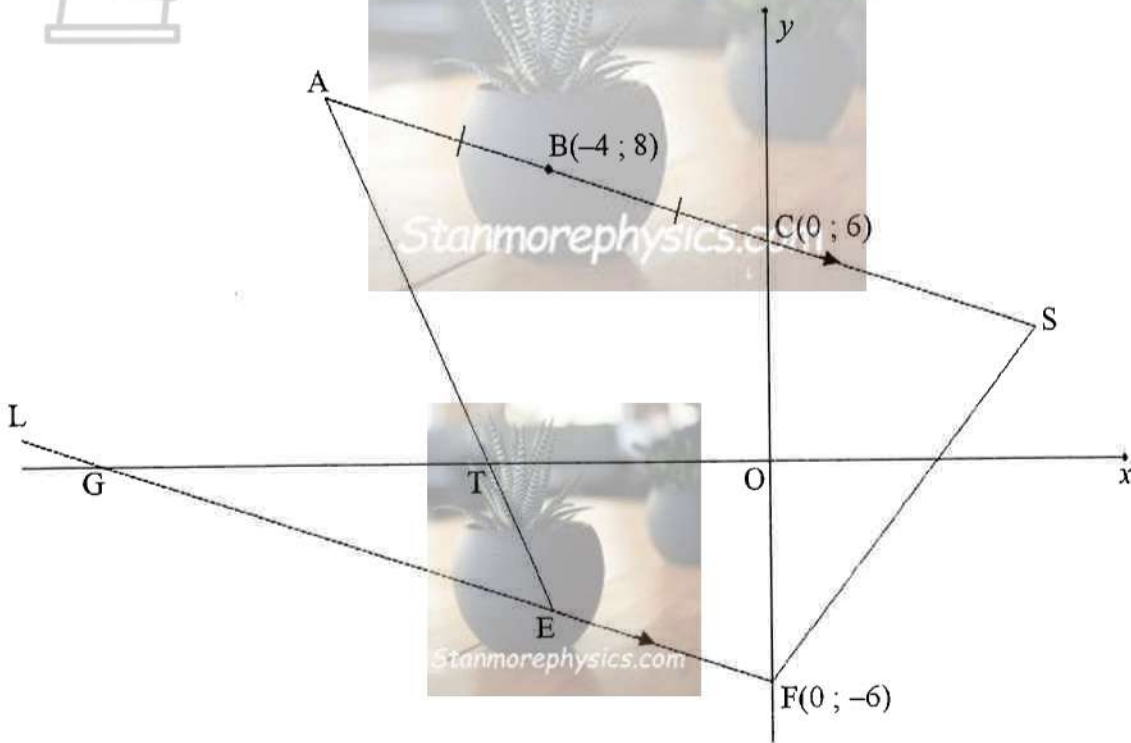 y
A
B(–4 ; 8)
Stanmorephysics.com
C(0 ; 6)
S
L
G
T
O
x
E
Stanmorephysics.com
F(0 ; –6)